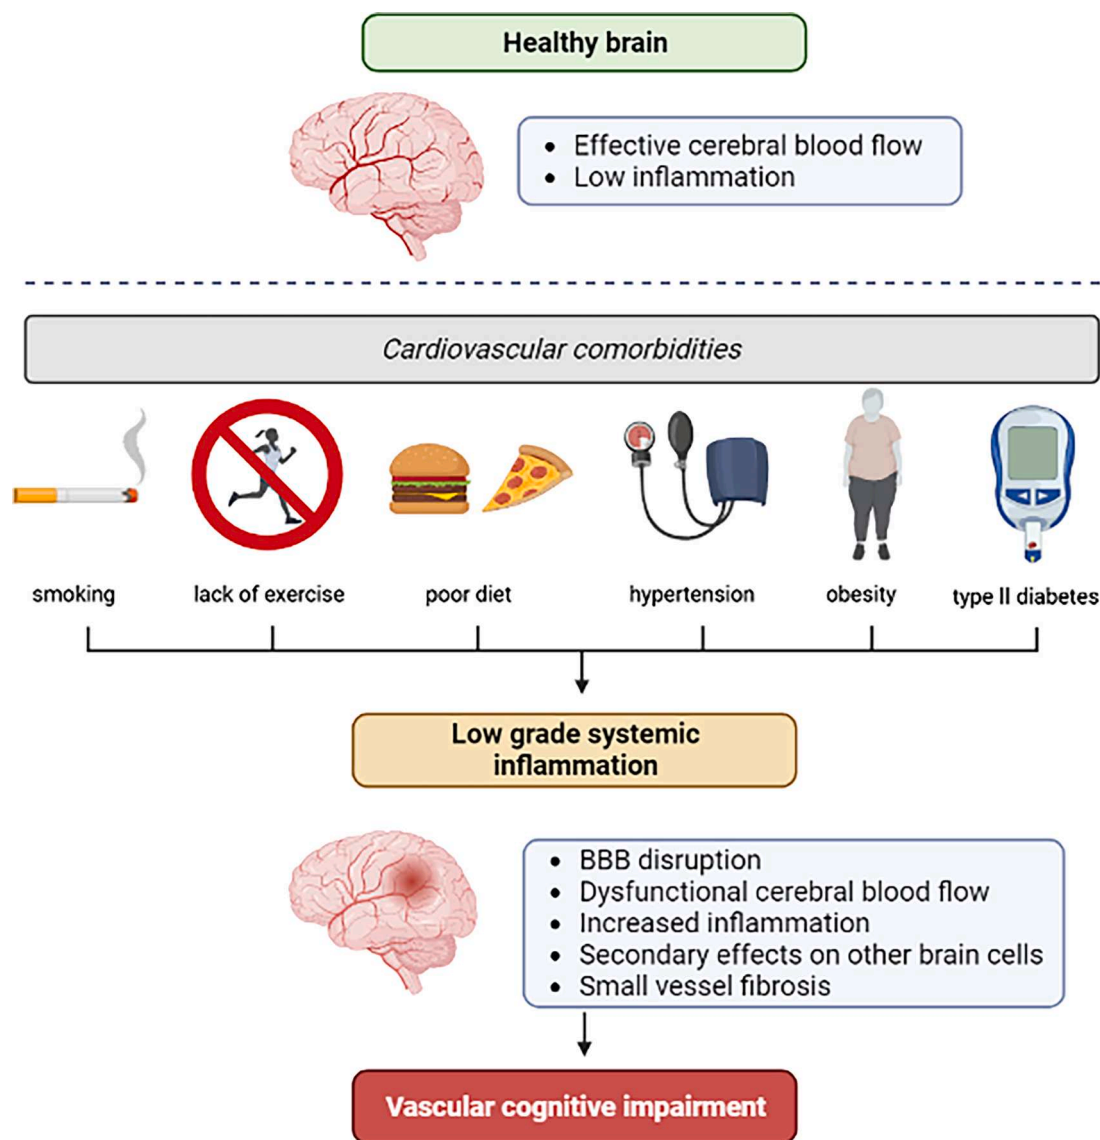 Healthy brain
• Effective cerebral blood flow
• Low inflammation
Cardiovascular comorbidities
smoking
lack of exercise
poor diet
hypertension
obesity
type II diabetes
Low grade systemic
inflammation
• BBB disruption
• Dysfunctional cerebral blood flow
• Increased inflammation
• Secondary effects on other brain cells
• Small vessel fibrosis
Vascular cognitive impairment